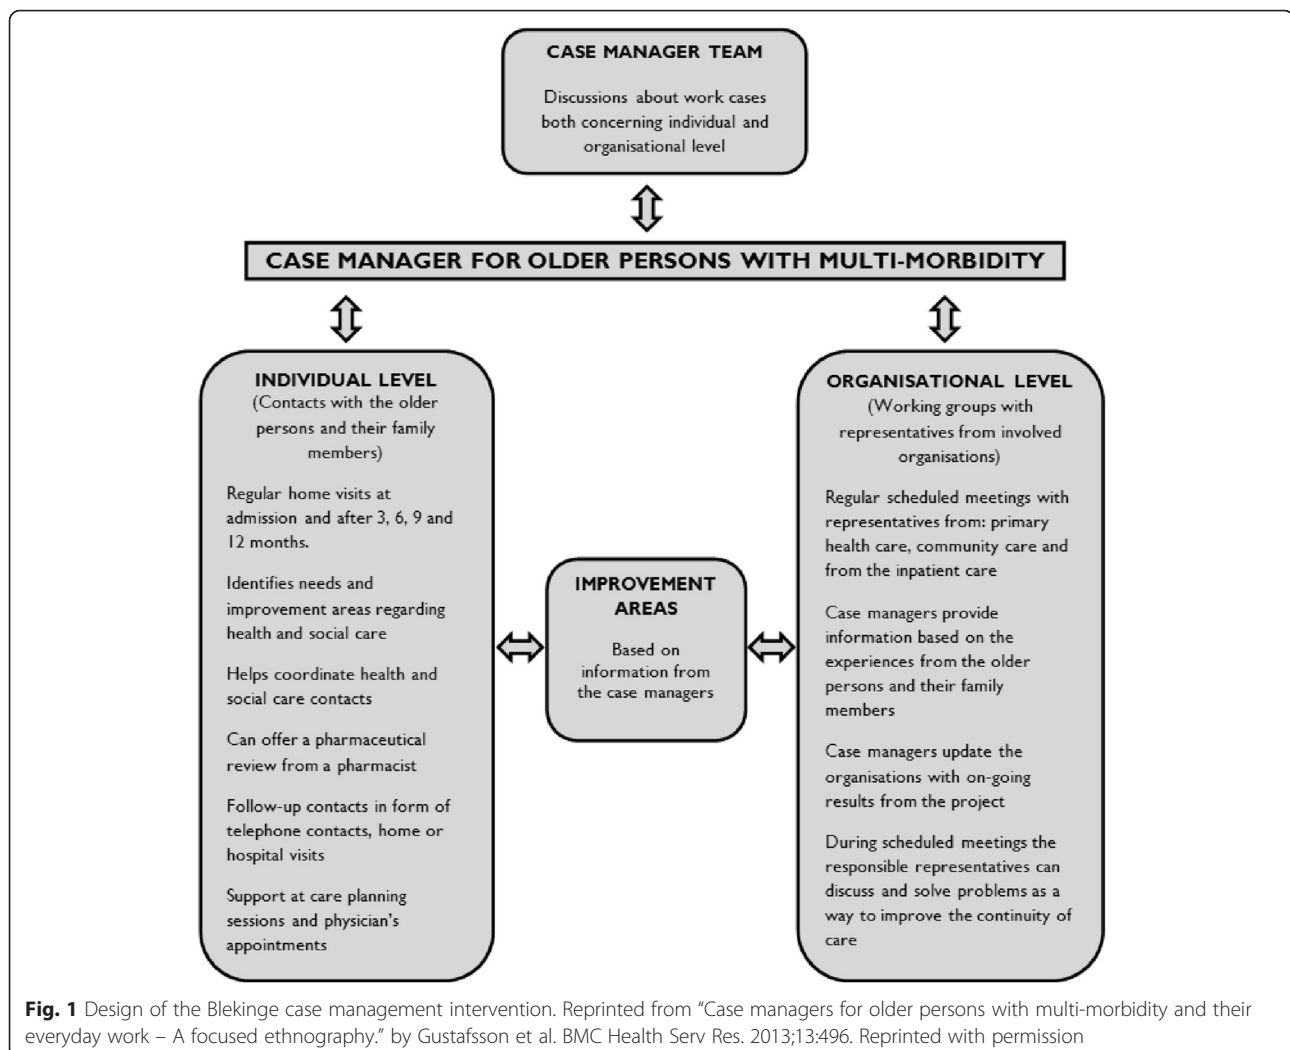 CASE MANAGER TEAM
Discussions about work cases
both concerning individual and
organisational level
CASE MANAGER FOR OLDER PERSONS WITH MULTI-MORBIDITY
INDIVIDUAL LEVEL
(Contacts with the older
persons and their family
members)
Regular home visits at
admission and after 3, 6, 9 and
12 months.
Identifies needs and
improvement areas regarding
health and social care
Helps coordinate health and
social care contacts
Can offer a pharmaceutical
review from a pharmacist
Follow-up contacts in form of
telephone contacts, home or
hospital visits
Support at care planning
sessions and physician's
appointments
IMPROVEMENT
AREAS
Based on
information from
the case managers
ORGANISATIONAL LEVEL
(Working groups with
representatives from involved
organisations)
Regular scheduled meetings with
representatives from: primary
health care, community care and
from the inpatient care
Case managers provide
information based on the
experiences from the older
persons and their family
members
Case managers update the
organisations with on-going
results from the project
During scheduled meetings the
responsible representatives can
discuss and solve problems as a
way to improve the continuity of
care
Fig. 1 Design of the Blekinge case management intervention. Reprinted from “Case managers for older persons with multi-morbidity and their
everyday work – A focused ethnography.” by Gustafsson et al. BMC Health Serv Res. 2013;13:496. Reprinted with permission